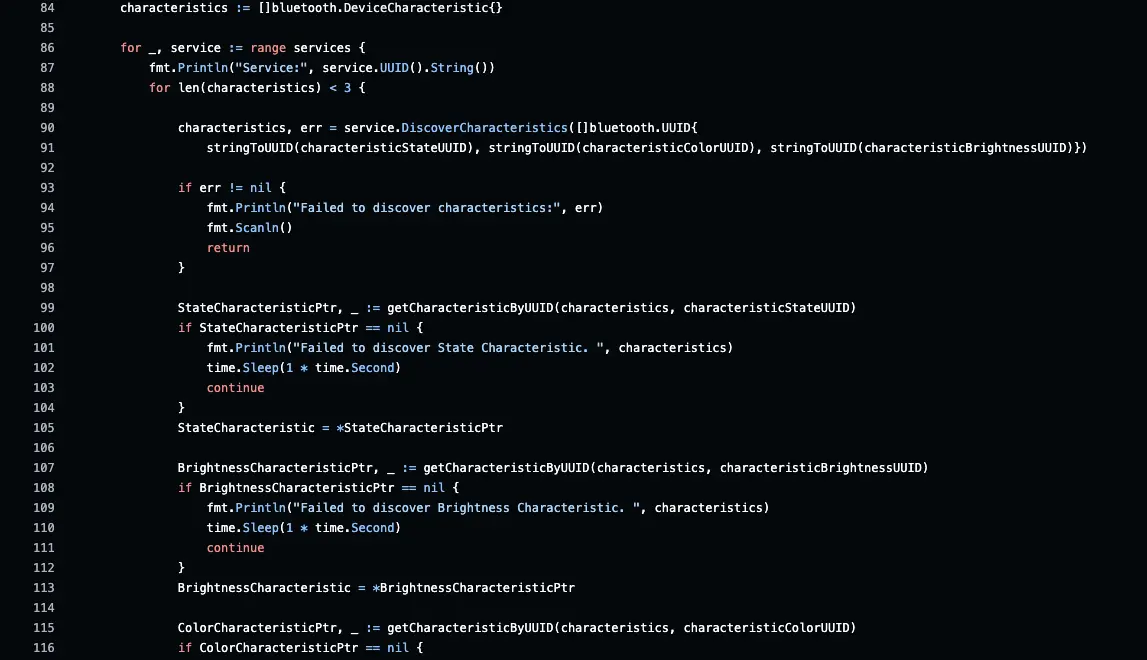 84 characteristics := []bluetooth.DeviceCharacteristic{}
85
86 for _, service := range services {
87 fmt.Println("Service:", service.UUID().String())
88 for len(characteristics) < 3 {
89
90 characteristics, err = service.DiscoverCharacteristics([]bluetooth.UUID{
91 stringToUUID(characteristicStateUUID), stringToUUID(characteristicColorUUID), stringToUUID(characteristicBrightnessUUID)})
92
93 if err != nil {
94 fmt.Println("Failed to discover characteristics:", err)
95 fmt.Scanln()
96 return
97 }
98
99 StateCharacteristicPtr, _ := getCharacteristicByUUID(characteristics, characteristicStateUUID)
100 if StateCharacteristicPtr == nil {
101 fmt.Println("Failed to discover State Characteristic. ", characteristics)
102 time.Sleep(1 * time.Second)
103 continue
104 }
105 StateCharacteristic = *StateCharacteristicPtr
106
107 BrightnessCharacteristicPtr, _ := getCharacteristicByUUID(characteristics, characteristicBrightnessUUID)
108 if BrightnessCharacteristicPtr == nil {
109 fmt.Println("Failed to discover Brightness Characteristic. ", characteristics)
110 time.Sleep(1 * time.Second)
111 continue
112 }
113 BrightnessCharacteristic = *BrightnessCharacteristicPtr
114
115 ColorCharacteristicPtr, _ := getCharacteristicByUUID(characteristics, characteristicColorUUID)
116 if ColorCharacteristicPtr == nil {